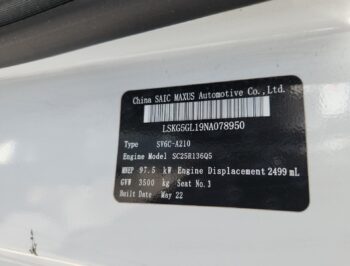 China SAIC MAXUS Automotive Co.,Ltd.
LSKG5GL19NA078950
Type SV6C-A210
Engine Model SC25R136Q5
MNEP 97.5 kW Engine Displacement 2499 mL
GVW 3500 kg Seat No.3
Built Date May 22